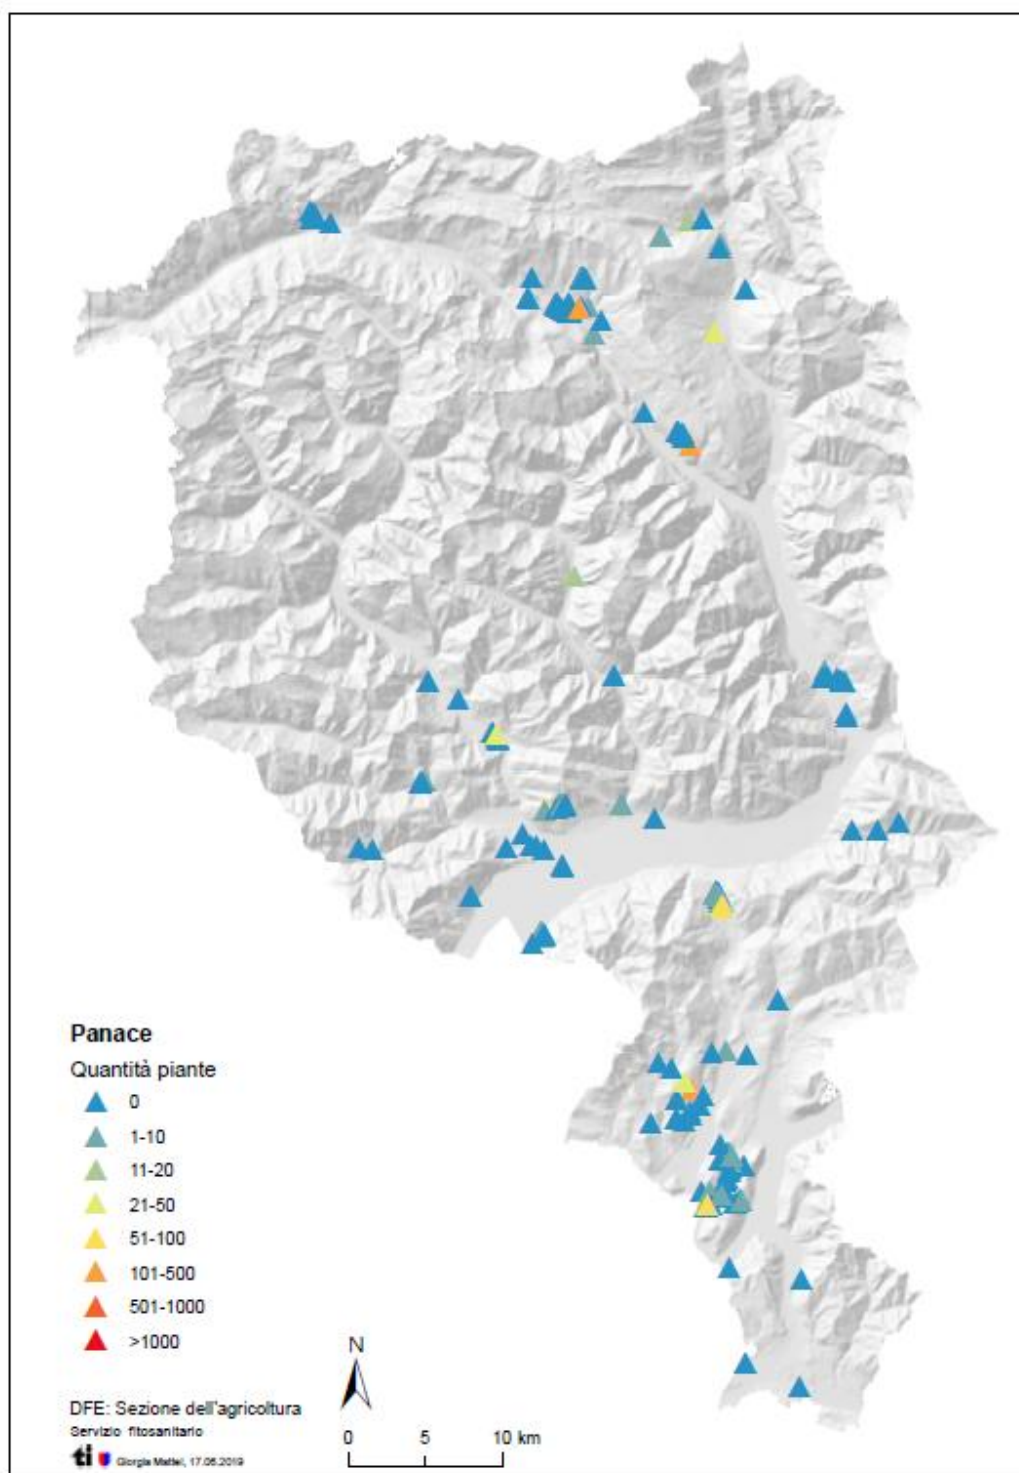 Panace
Quantità piante
0
1-10
11-20
21-50
51-100
101-500
501-1000
>1000
N
DFE: Sezione dell'agricoltura
Servizio fitosanitario
0 5 10 km
ti Giorgia Mattei, 17.06.2019